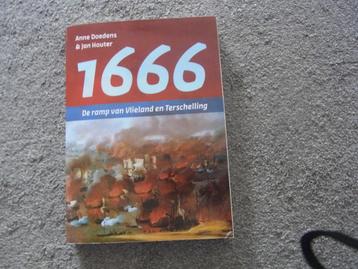 Anne Doedens
& Jan Houter
1666
De ramp van Vlieland en Terschelling